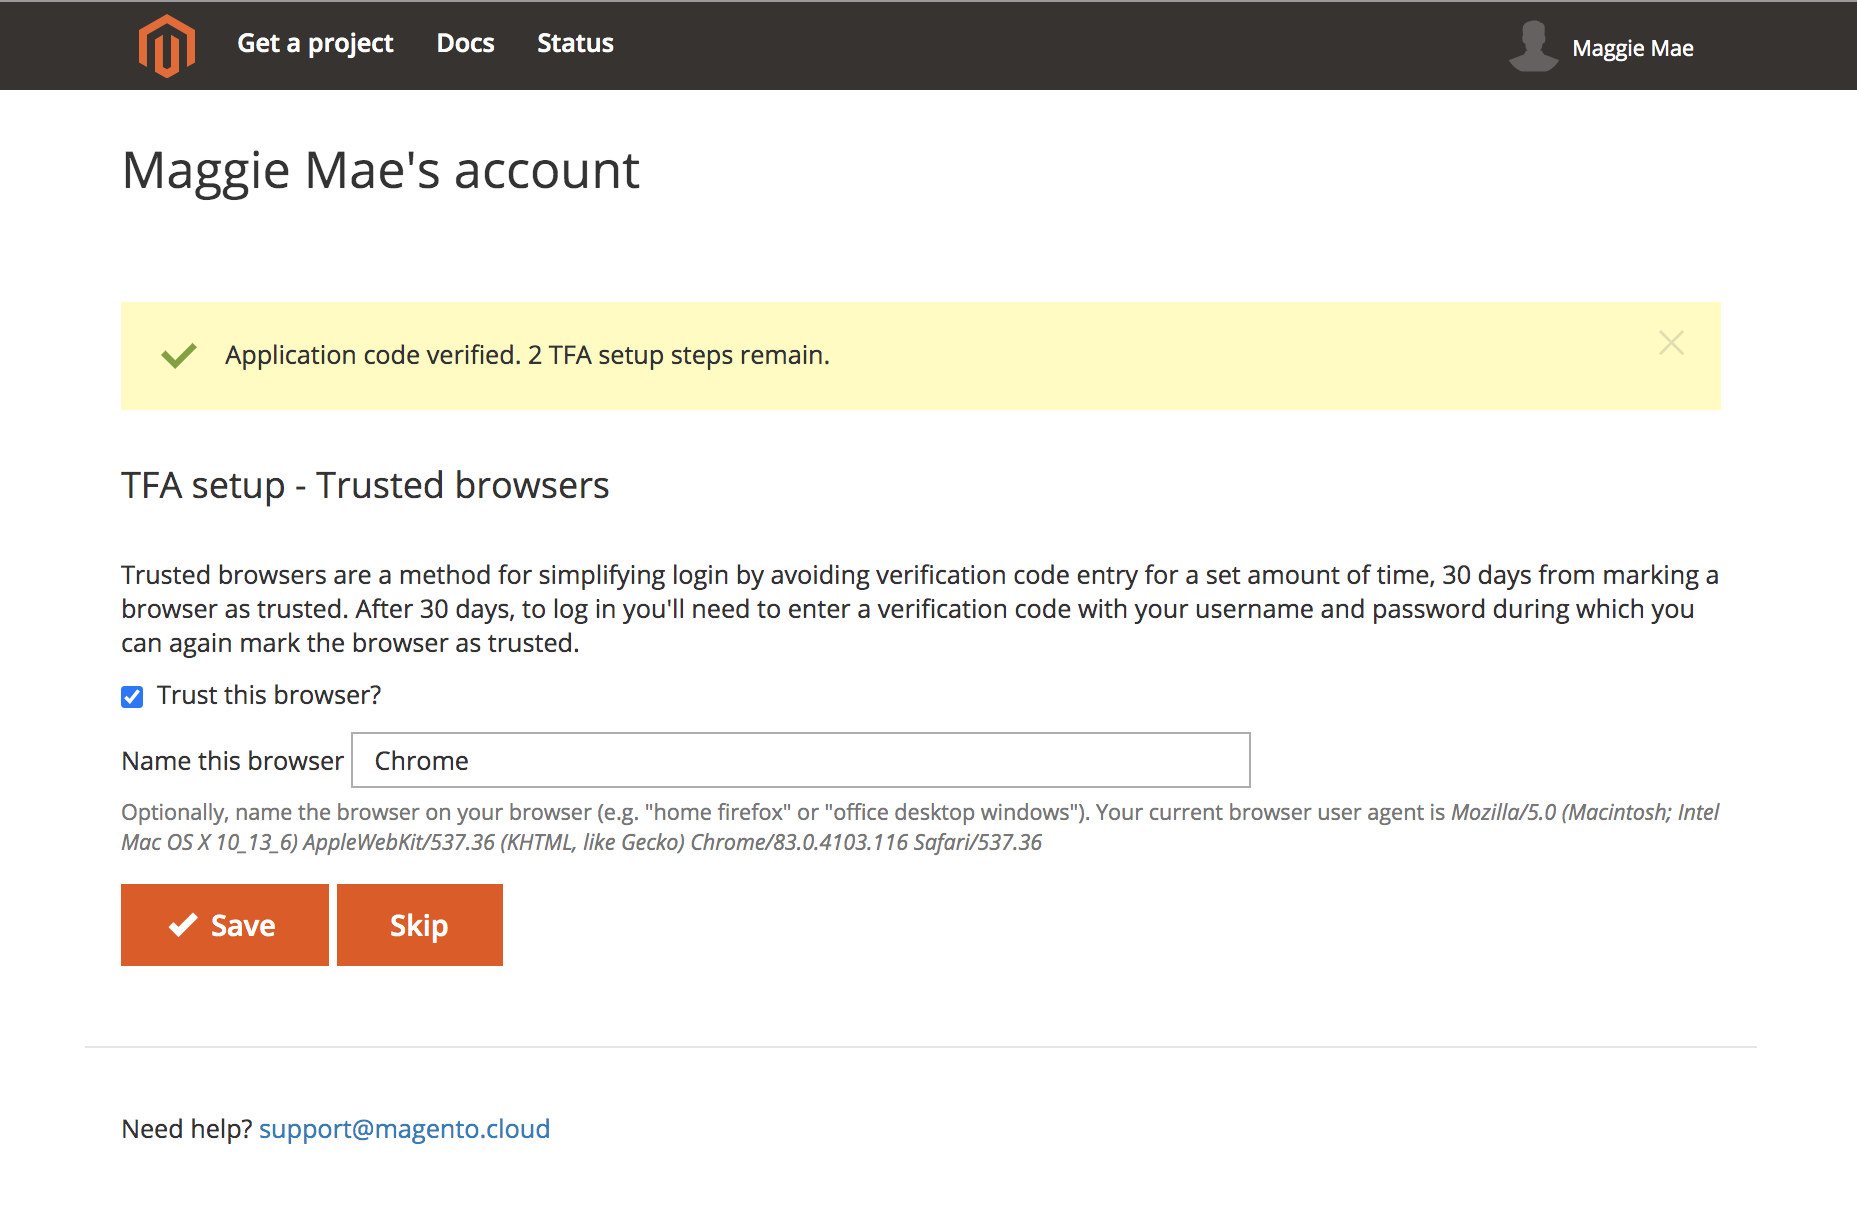 Get a project Docs Status Maggie Mae
Maggie Mae's account
Application code verified. 2 TFA setup steps remain.
TFA setup - Trusted browsers
Trusted browsers are a method for simplifying login by avoiding verification code entry for a set amount of time, 30 days from marking a
browser as trusted. After 30 days, to log in you'll need to enter a verification code with your username and password during which you
can again mark the browser as trusted.
Trust this browser?
Name this browser Chrome
Optionally, name the browser on your browser (e.g. "home firefox" or "office desktop windows"). Your current browser user agent is Mozilla/5.0 (Macintosh; Intel
Mac OS X 10_13_6) AppleWebKit/537.36 (KHTML, like Gecko) Chrome/83.0.4103.116 Safari/537.36
Save Skip
Need help? support@magento.cloud